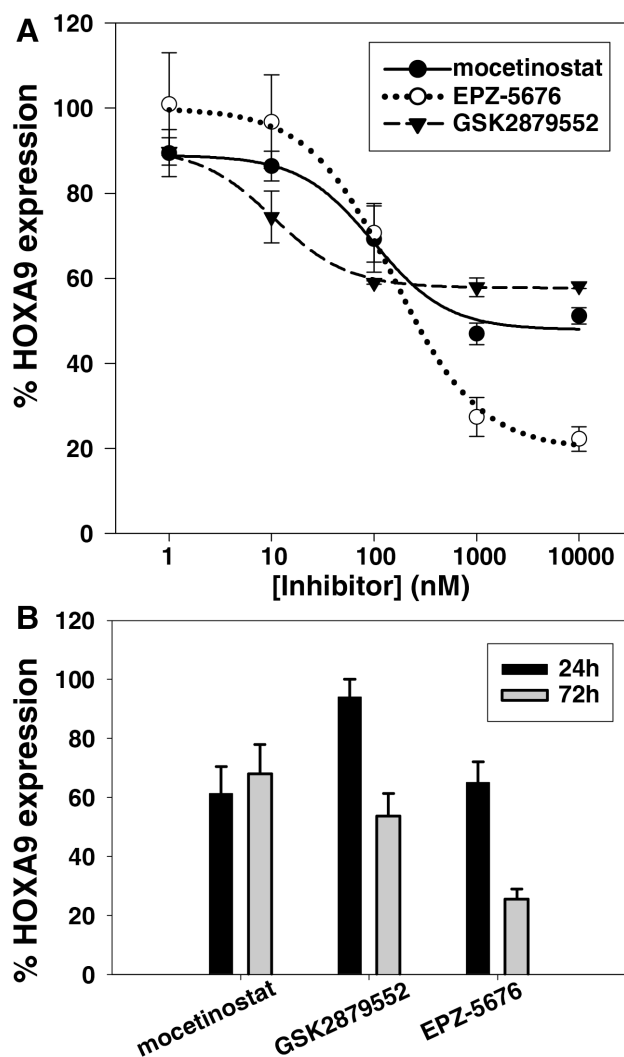 A
120
100
80
60
40
20
0
% HOXA9 expression
mocetinostat
EPZ-5676
GSK2879552
1 10 100 1000 10000
[Inhibitor] (nM)
B
120
100
80
60
40
20
0
% HOXA9 expression
24h
72h
mocetinostat GSK2879552 EPZ-5676